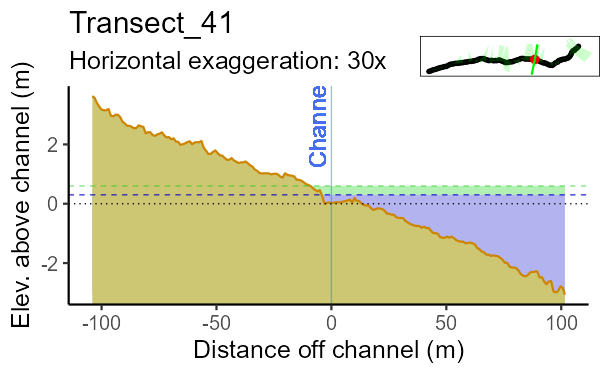 Transect_41
Horizontal exaggeration: 30x
Elev. above channel (m)
Channe
2
0
-2
-100
-50
0
50
100
Distance off channel (m)